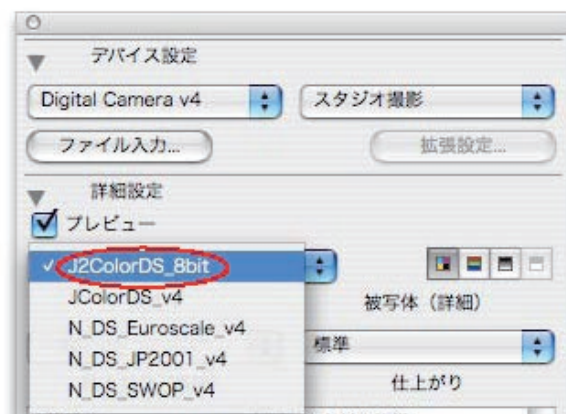 デバイス設定
Digital Camera v4 スタジオ撮影
ファイル入力... 拡張設定...
詳細設定
プレビュー
J2ColorDS_8bit
JColorDS_v4
被写体（詳細）
N_DS_Euroscale_v4
標準
N_DS_JP2001_v4
仕上がり
N_DS_SWOP_v4